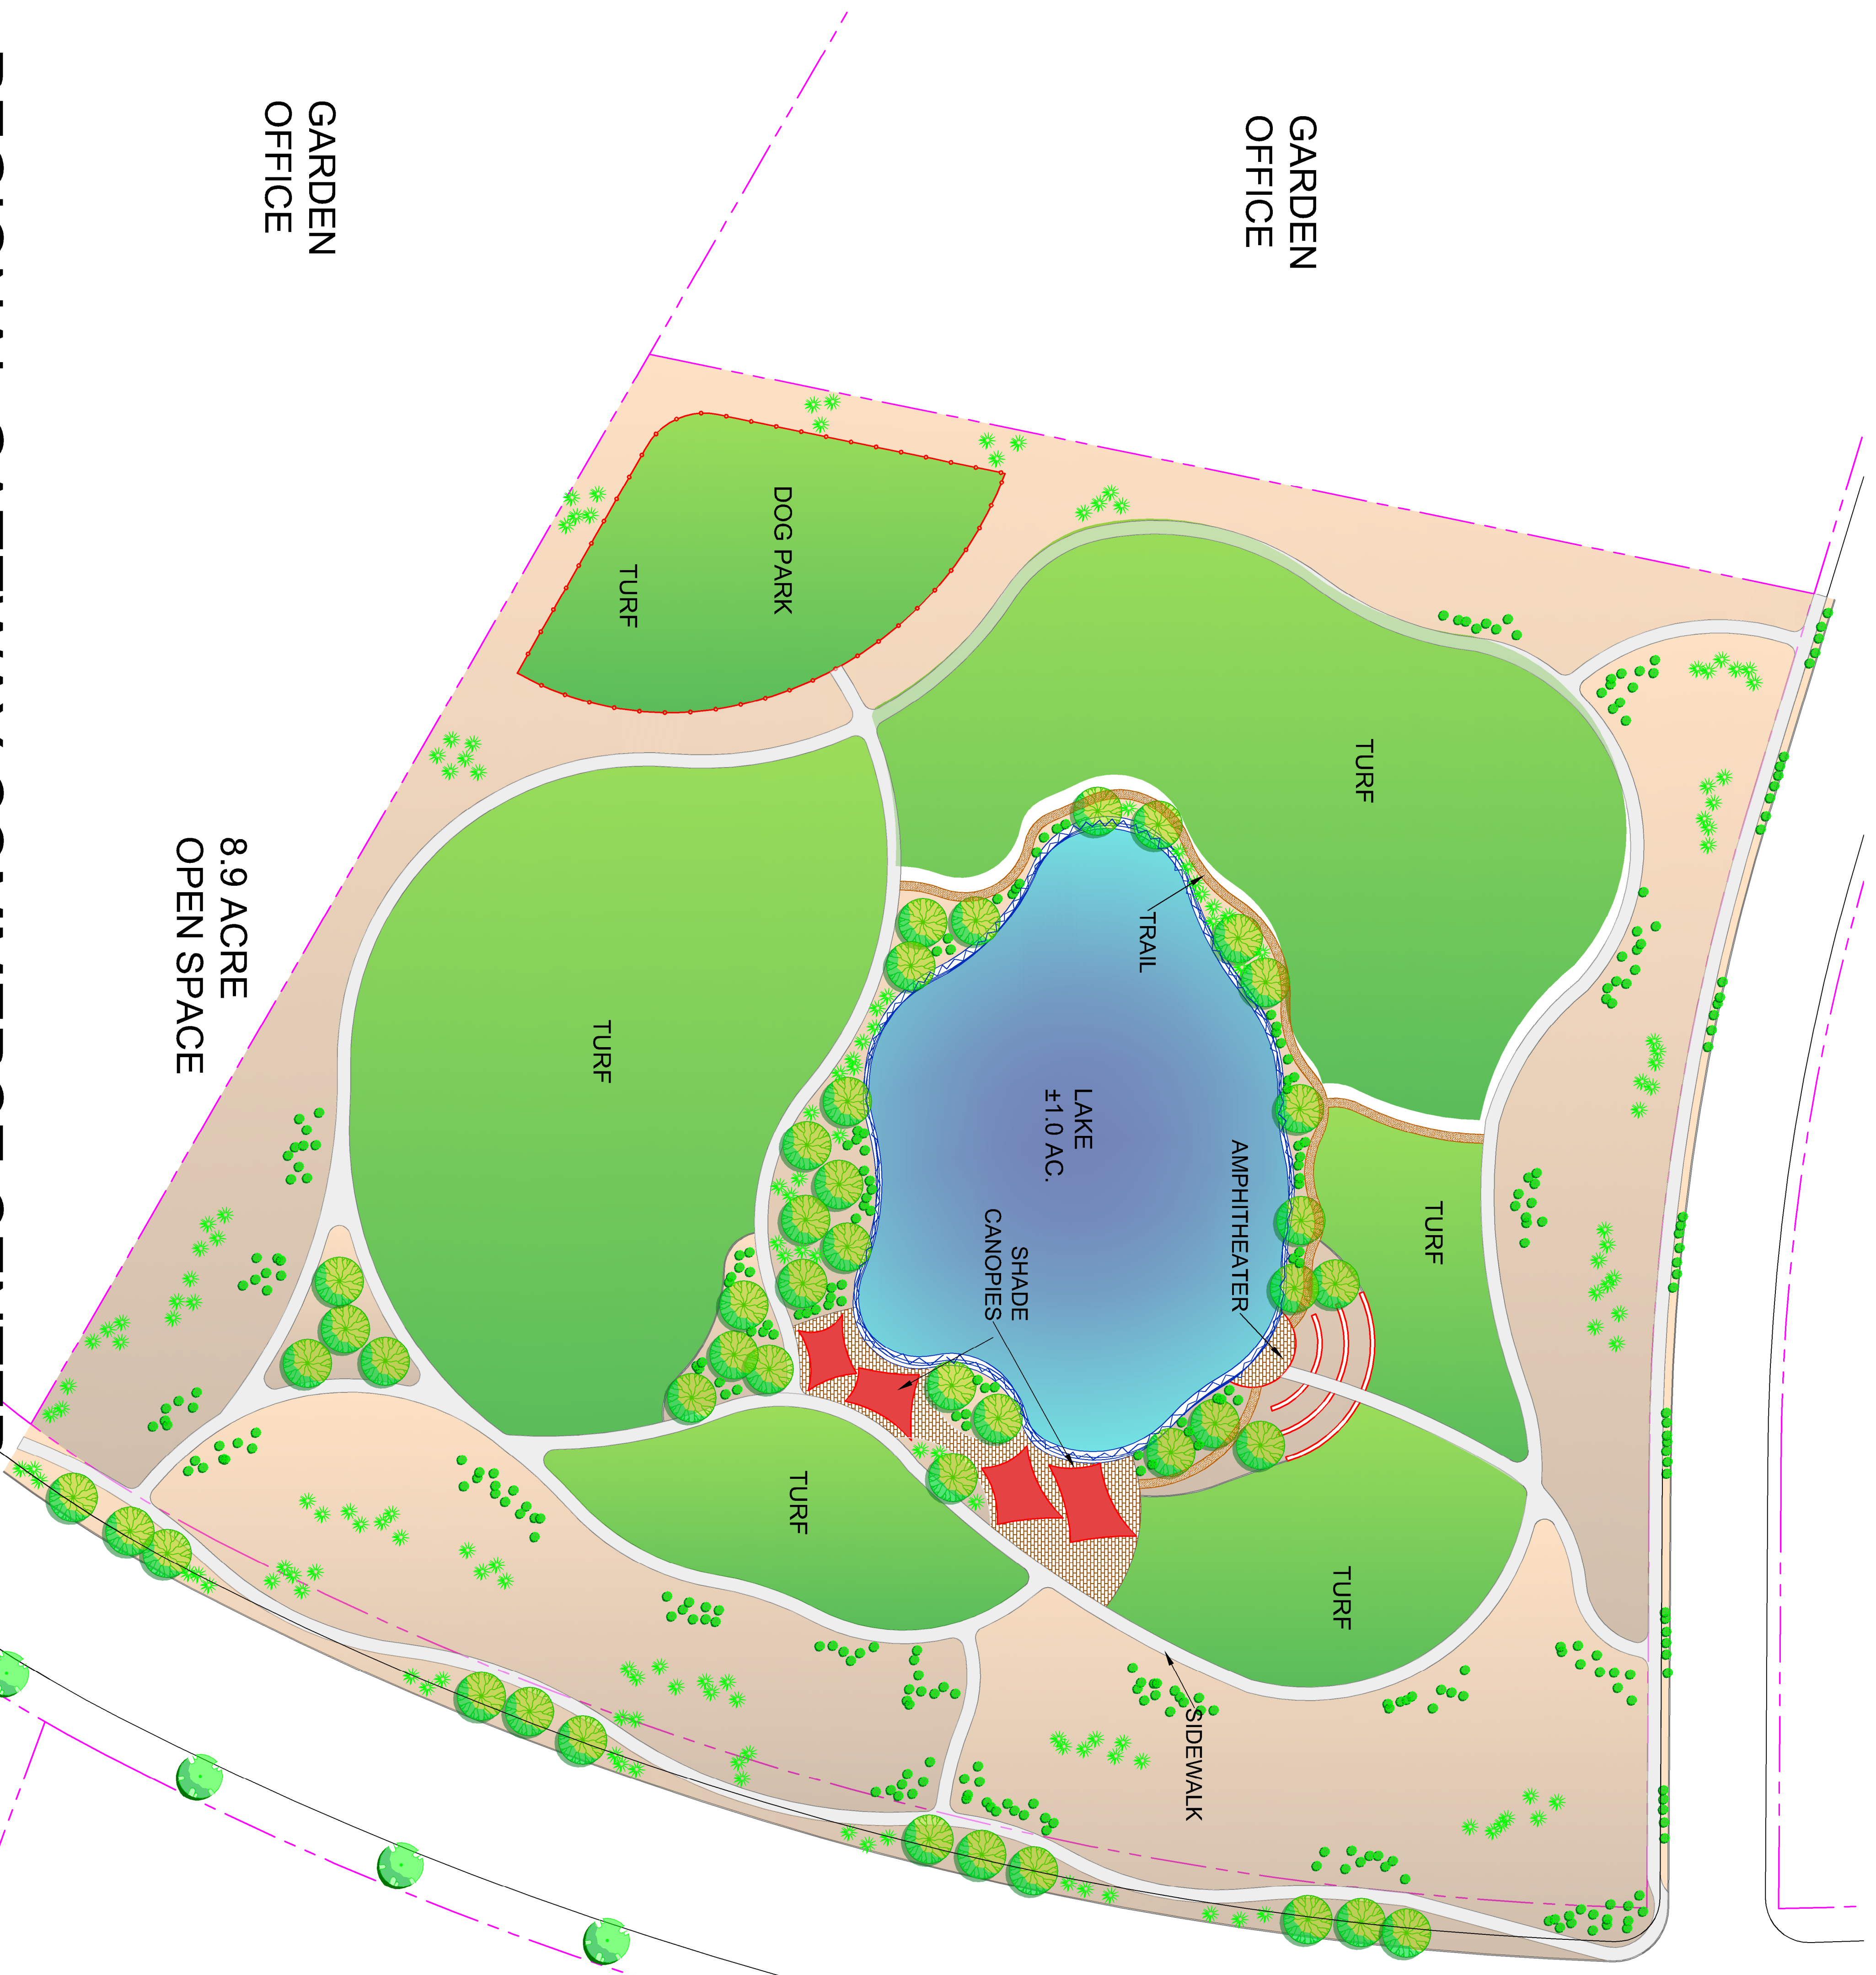 GARDEN
OFFICE
GARDEN
OFFICE
DOG PARK
TURF
TURF
TRAIL
8.9 ACRE
OPEN SPACE
TURF
LAKE
±1.0 AC.
AMPHITHEATER
TURF
SHADE
CANOPIES
TURF
TURF
SIDEWALK